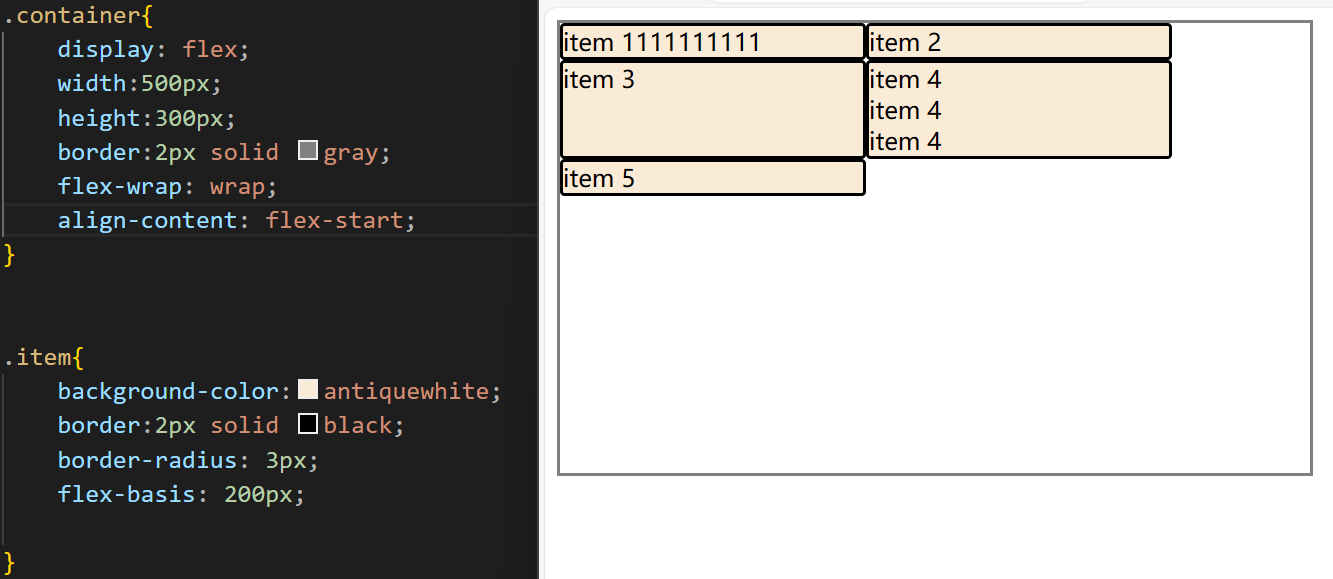 .container{
    display: flex;
    width:500px;
    height:300px;
    border:2px solid gray;
    flex-wrap: wrap;
    align-content: flex-start;
}
.item{
    background-color:antiquewhite;
    border:2px solid black;
    border-radius: 3px;
    flex-basis: 200px;
}
item 1111111111
item 2
item 3
item 4
item 4
item 4
item 5